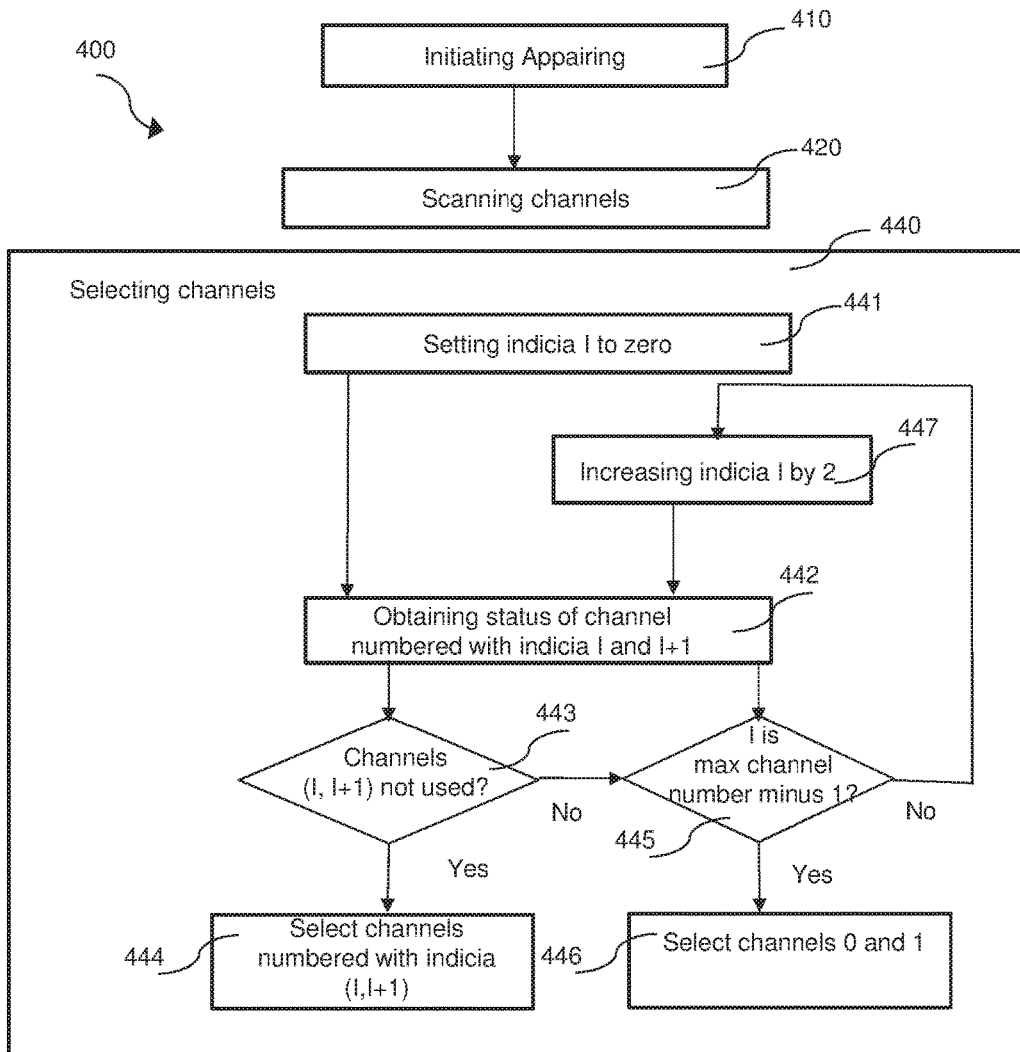 400
410
Initiating Appairing
420
Scanning channels
440
Selecting channels
441
Setting indicia I to zero
447
Increasing indicia I by 2
442
Obtaining status of channel
numbered with indicia I and I+1
443
Channels
(I, I+1) not used?
No
Yes
I is
max channel
number minus 1?
445
No
Yes
444
Select channels
numbered with indicia
(I,I+1)
446
Select channels 0 and 1